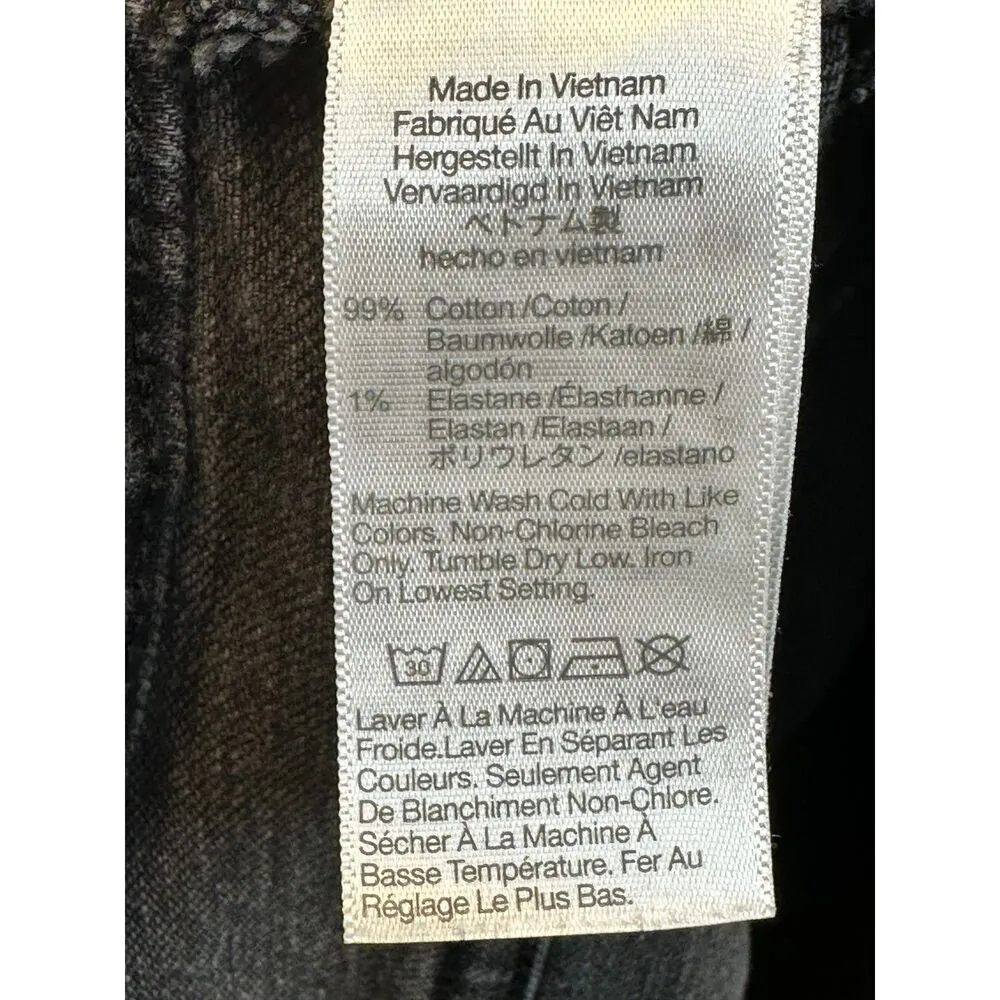 Made In Vietnam
Fabriqué Au Viêt Nam
Hergestellt In Vietnam
Vervaardigd In Vietnam
ベトナム製
hecho en vietnam
99% Cotton /Coton /
Baumwolle /Katoen /綿 /
algodón
1% Elastane /Élasthanne /
Elastan /Elastaan /
ポリウレタン /elastano
Machine Wash Cold With Like
Colors. Non-Chlorine Bleach
Only. Tumble Dry Low. Iron
On Lowest Setting.
30
Laver À La Machine À L'eau
Froide.Laver En Séparant Les
Couleurs. Seulement Agent
De Blanchiment Non-Chlore.
Sécher À La Machine À
Basse Température. Fer Au
Réglage Le Plus Bas.